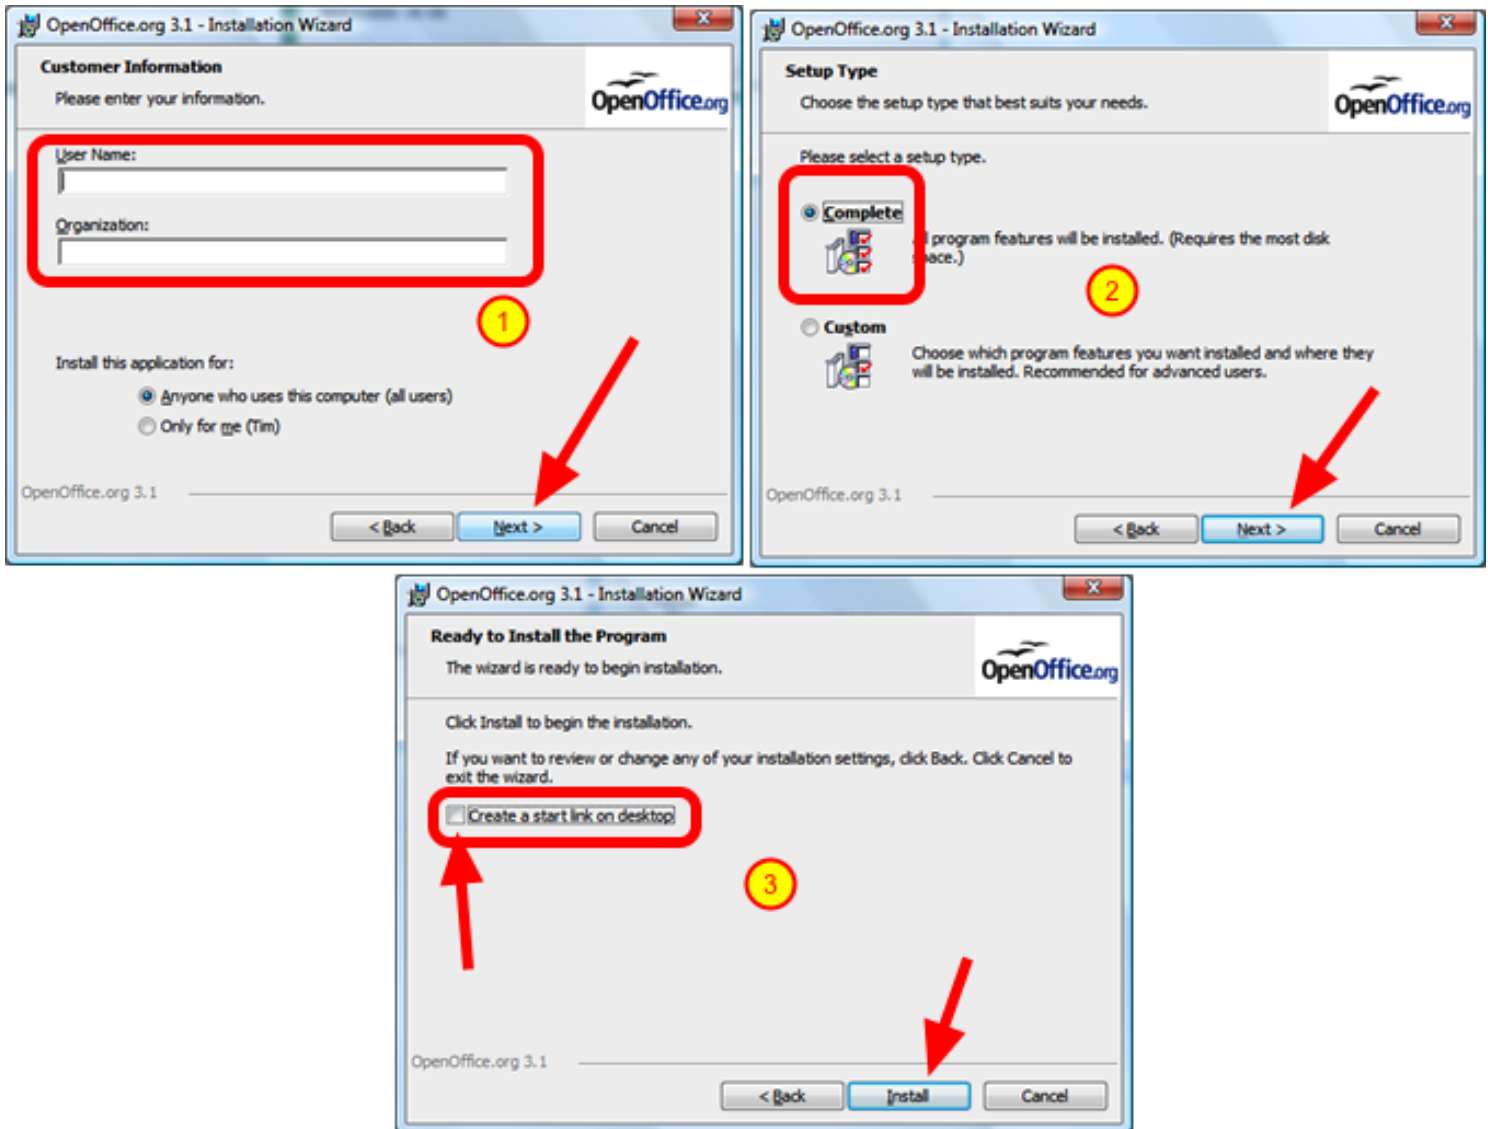 OpenOffice.org 3.1 - Installation Wizard
Customer Information
Please enter your information.
OpenOffice.org
User Name:
Organization:
1
Install this application for:
Anyone who uses this computer (all users)
Only for me (Tim)
OpenOffice.org 3.1
< Back
Next >
Cancel
OpenOffice.org 3.1 - Installation Wizard
Setup Type
Choose the setup type that best suits your needs.
OpenOffice.org
Please select a setup type.
Complete
program features will be installed. (Requires the most disk
2
Custom
Choose which program features you want installed and where they
will be installed. Recommended for advanced users.
OpenOffice.org 3.1
< Back
Next >
Cancel
OpenOffice.org 3.1 - Installation Wizard
Ready to Install the Program
The wizard is ready to begin installation.
OpenOffice.org
Click Install to begin the installation.
If you want to review or change any of your installation settings, click Back. Click Cancel to
exit the wizard.
Create a start link on desktop
3
OpenOffice.org 3.1
< Back
Install
Cancel